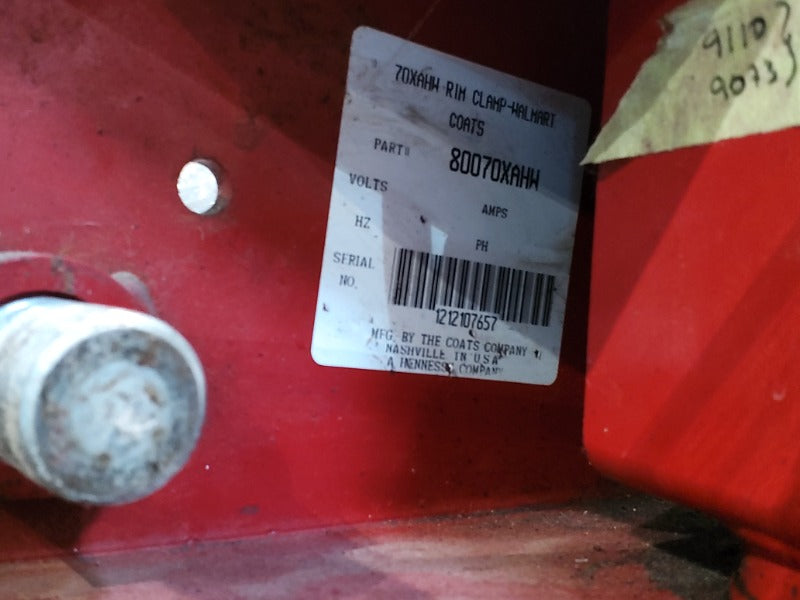 70XAHW RIM CLAMP-WALMART
COATS
PART# 80070XAHW
VOLTS AMPS
HZ PH
SERIAL
NO.
1212107657
MFG. BY THE COATS COMPANY
NASHVILLE TN USA
A HENNESSY COMPANY
9110
9073